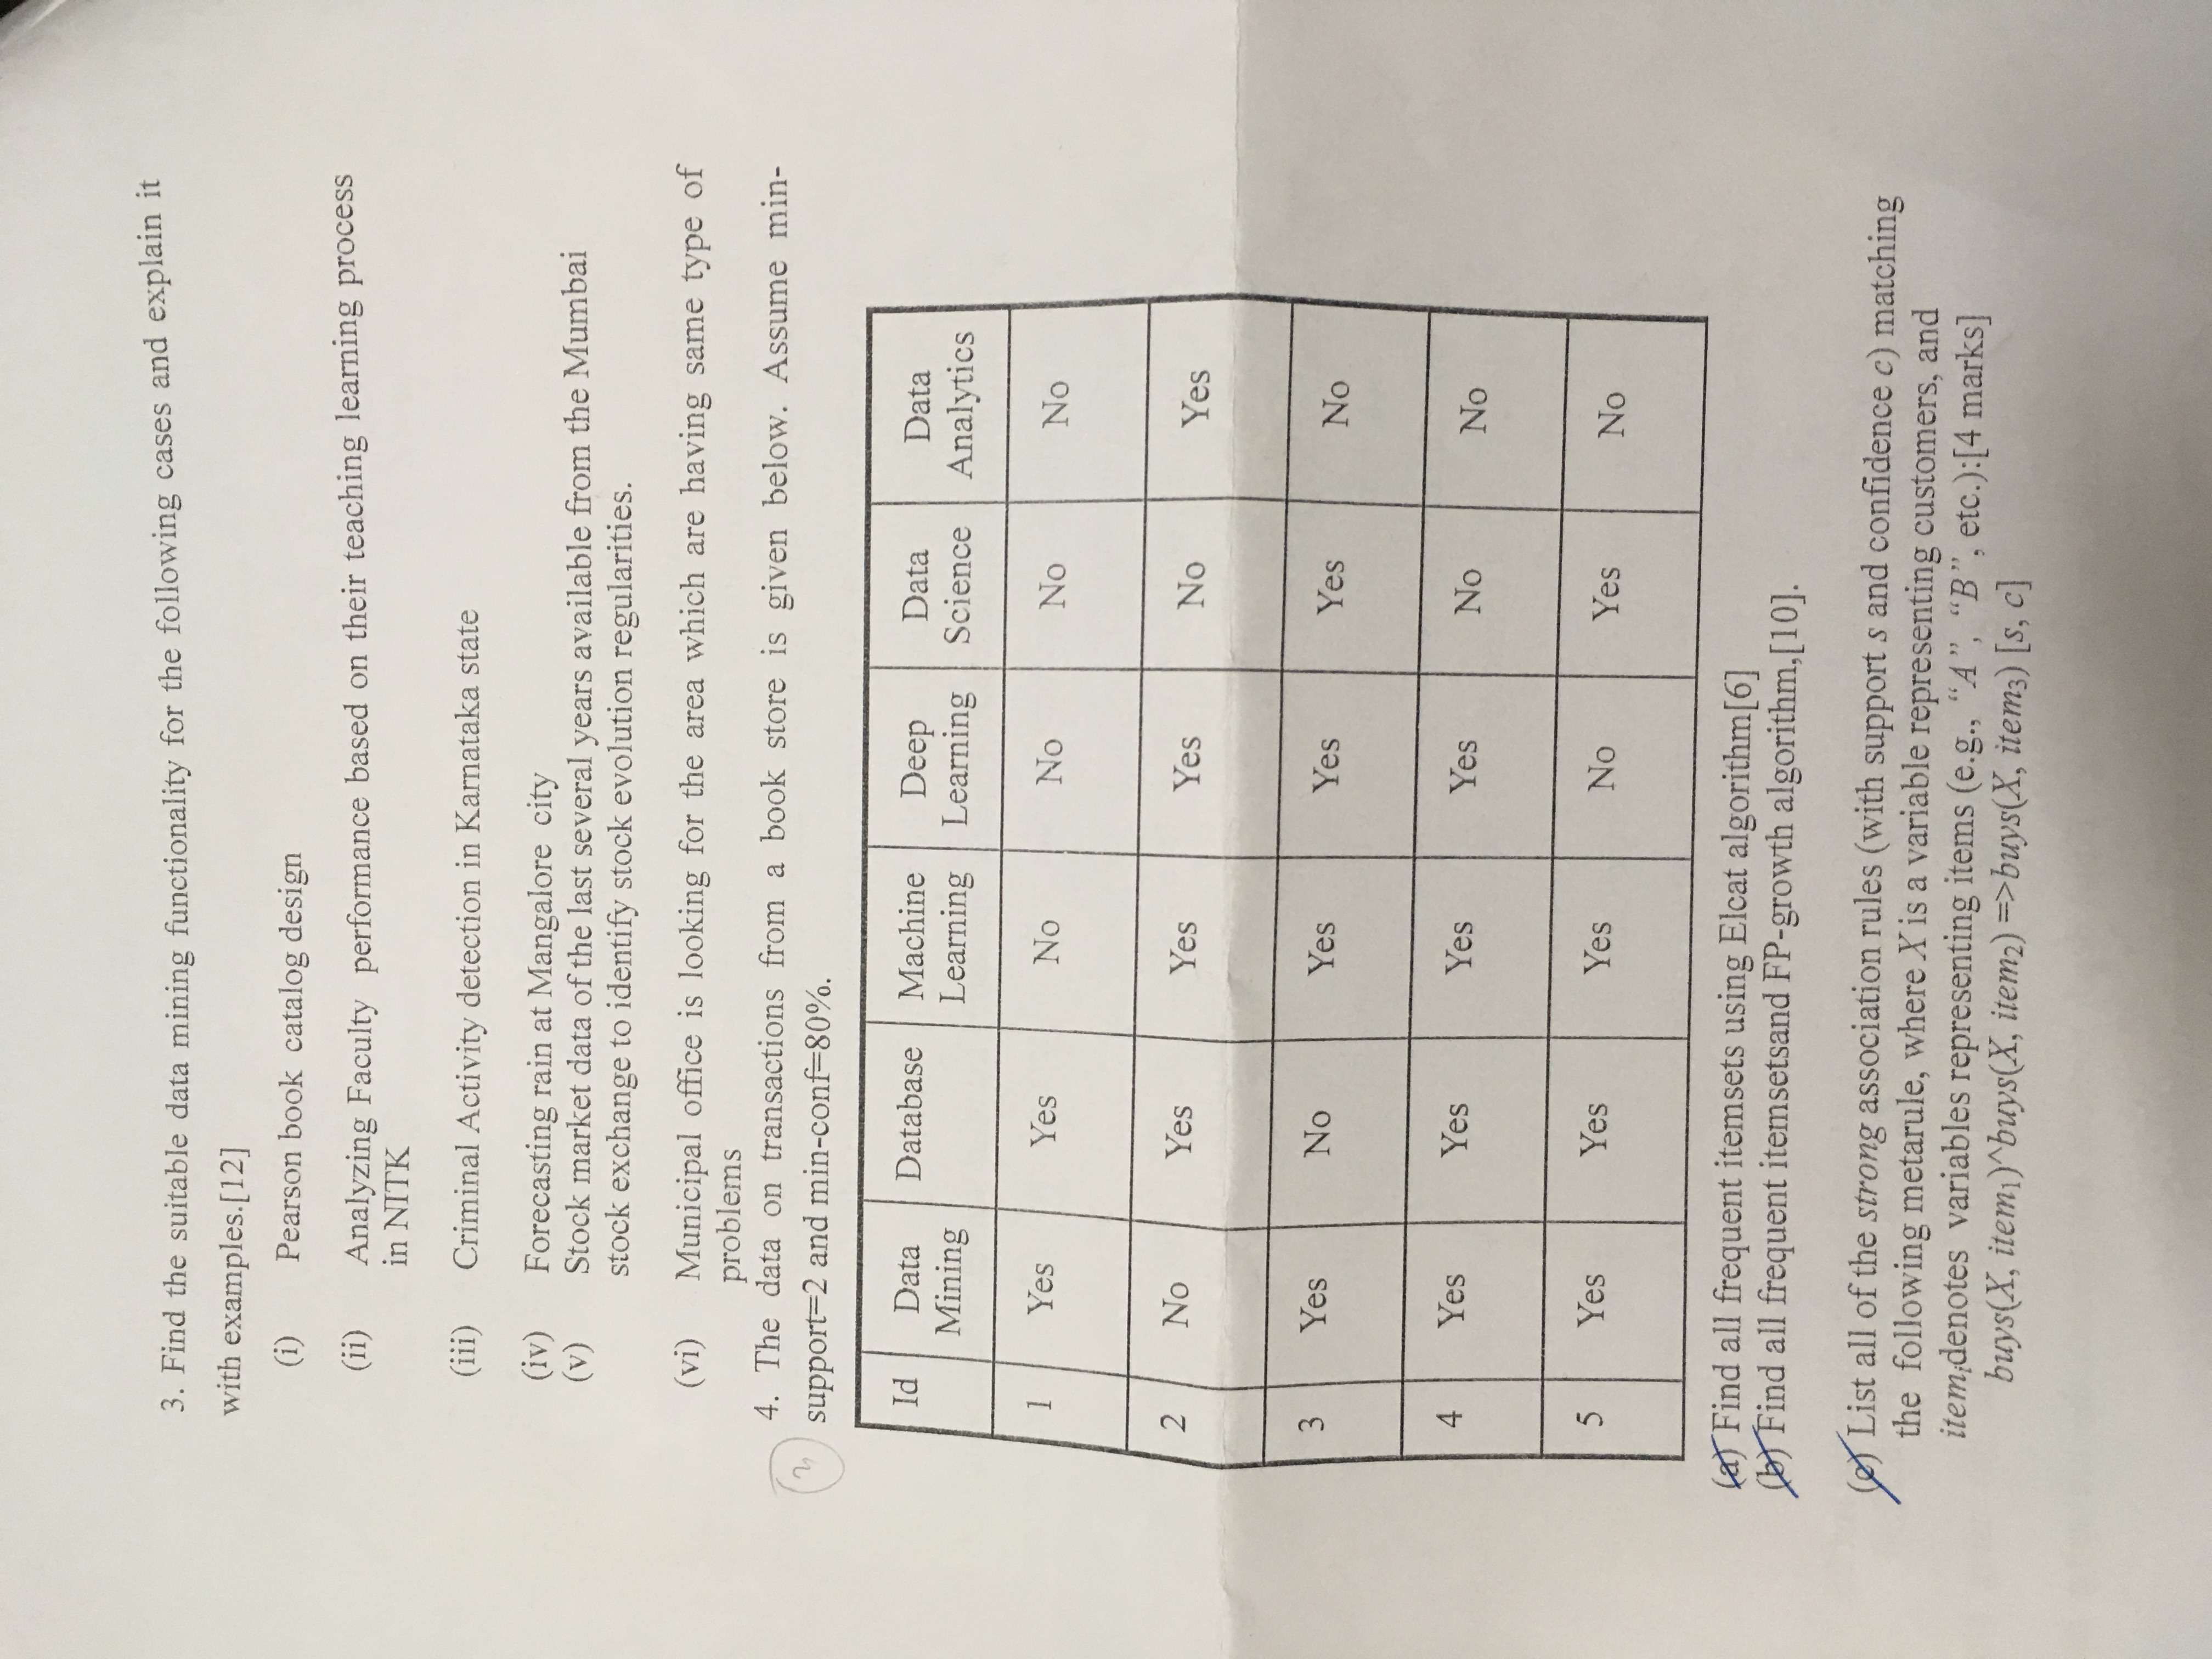 3. Find the suitable data mining functionality for the following cases and explain it
with examples.[12]
(i) Pearson book catalog design
(ii) Analyzing Faculty performance based on their teaching learning process
in NITK
(iii) Criminal Activity detection in Karnataka state
(iv) Forecasting rain at Mangalore city
(v) Stock market data of the last several years available from the Mumbai
stock exchange to identify stock evolution regularities.
(vi) Municipal office is looking for the area which are having same type of
problems
4. The data on transactions from a book store is given below. Assume min-
support=2 and min-conf=80%.
Id Data Mining Database Machine Learning Deep Learning Data Science Data Analytics
1 Yes Yes No No No No
2 No Yes Yes Yes No Yes
3 Yes No Yes Yes Yes No
4 Yes Yes Yes Yes No No
5 Yes Yes Yes No Yes No
(a) Find all frequent itemsets using Elcat algorithm[6]
(b) Find all frequent itemsetsand FP-growth algorithm,[10].
(c) List all of the strong association rules (with support s and confidence c) matching
the following metarule, where X is a variable representing customers, and
itemᵢdenotes variables representing items (e.g., “A”, “B”, etc.):[4 marks]
buys(X, item₁)^buys(X, item₂) =>buys(X, item₃) [s, c]